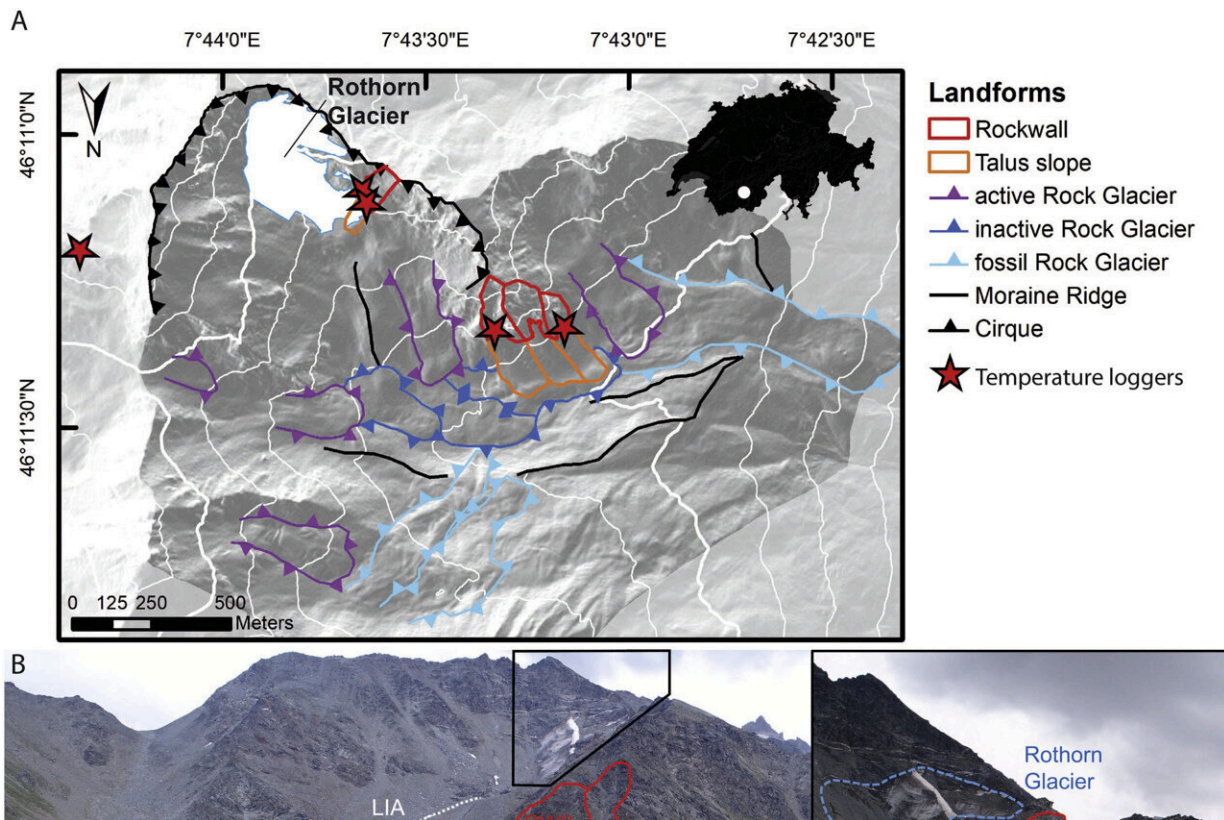 A
7°44'0"E
7°43'30"E
7°43'0"E
7°42'30"E
46°11'0"N
46°11'30"N
N
Rothorn
Glacier
0 125 250 500
Meters
Landforms
Rockwall
Talus slope
active Rock Glacier
inactive Rock Glacier
fossil Rock Glacier
Moraine Ridge
Cirque
Temperature loggers
B
LIA
Rothorn
Glacier